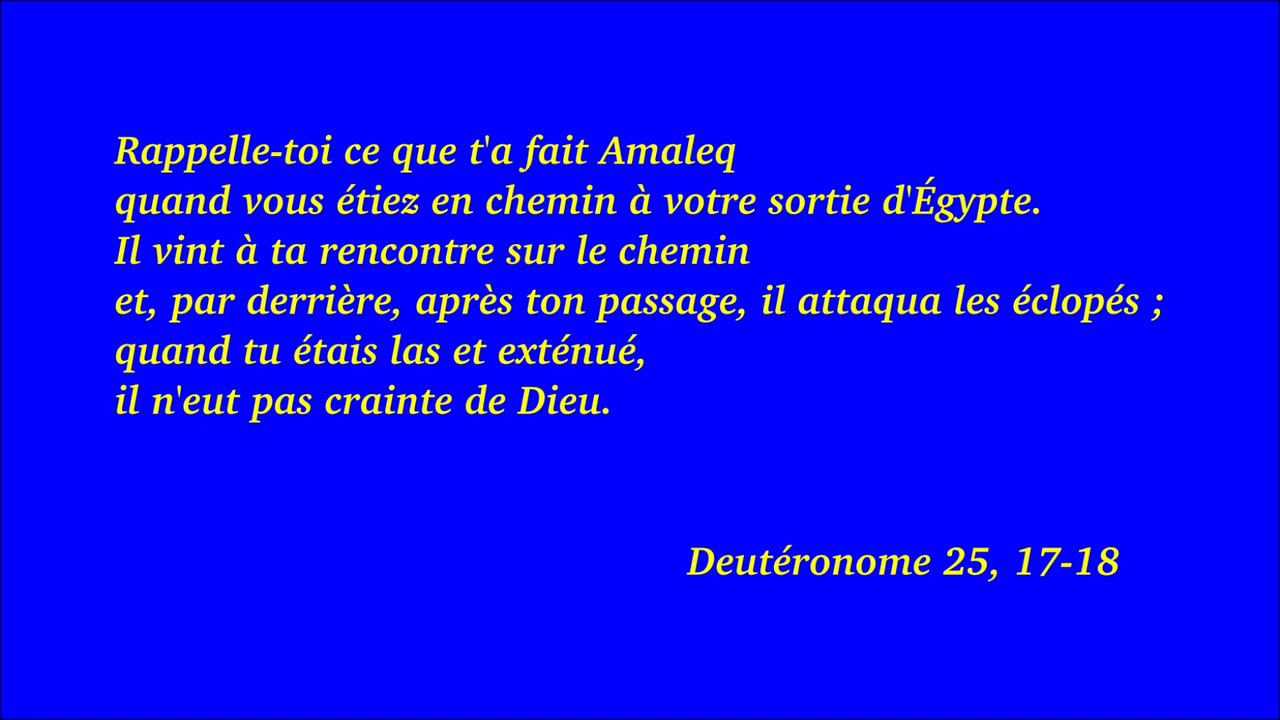 Rappelle-toi ce que t'a fait Amaleq
quand vous étiez en chemin à votre sortie d'Égypte.
Il vint à ta rencontre sur le chemin
et, par derrière, après ton passage, il attaqua les éclopés ;
quand tu étais las et exténué,
il n'eut pas crainte de Dieu.
Deutéronome 25, 17-18